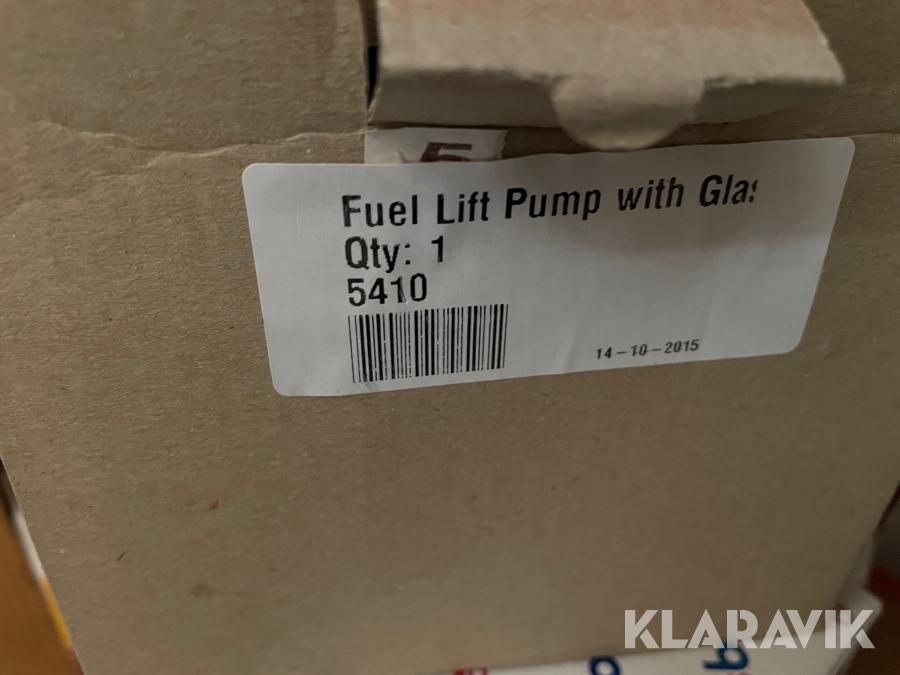 Fuel Lift Pump with Glas
Qty: 1
5410
14-10-2015
KLARAVIK